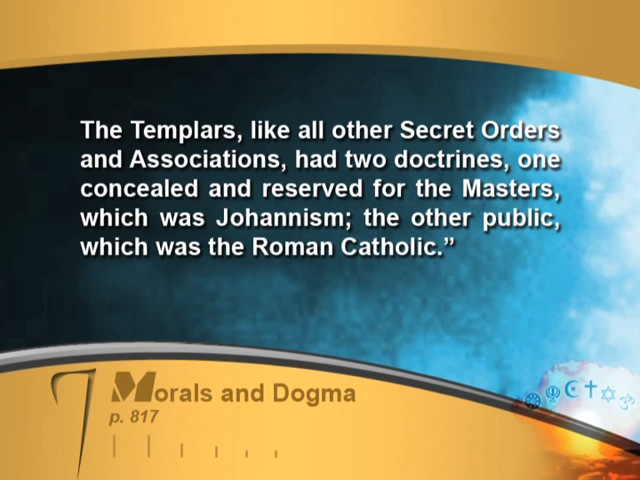 The Templars, like all other Secret Orders
and Associations, had two doctrines, one
concealed and reserved for the Masters,
which was Johannism; the other public,
which was the Roman Catholic.”
Morals and Dogma
p. 817